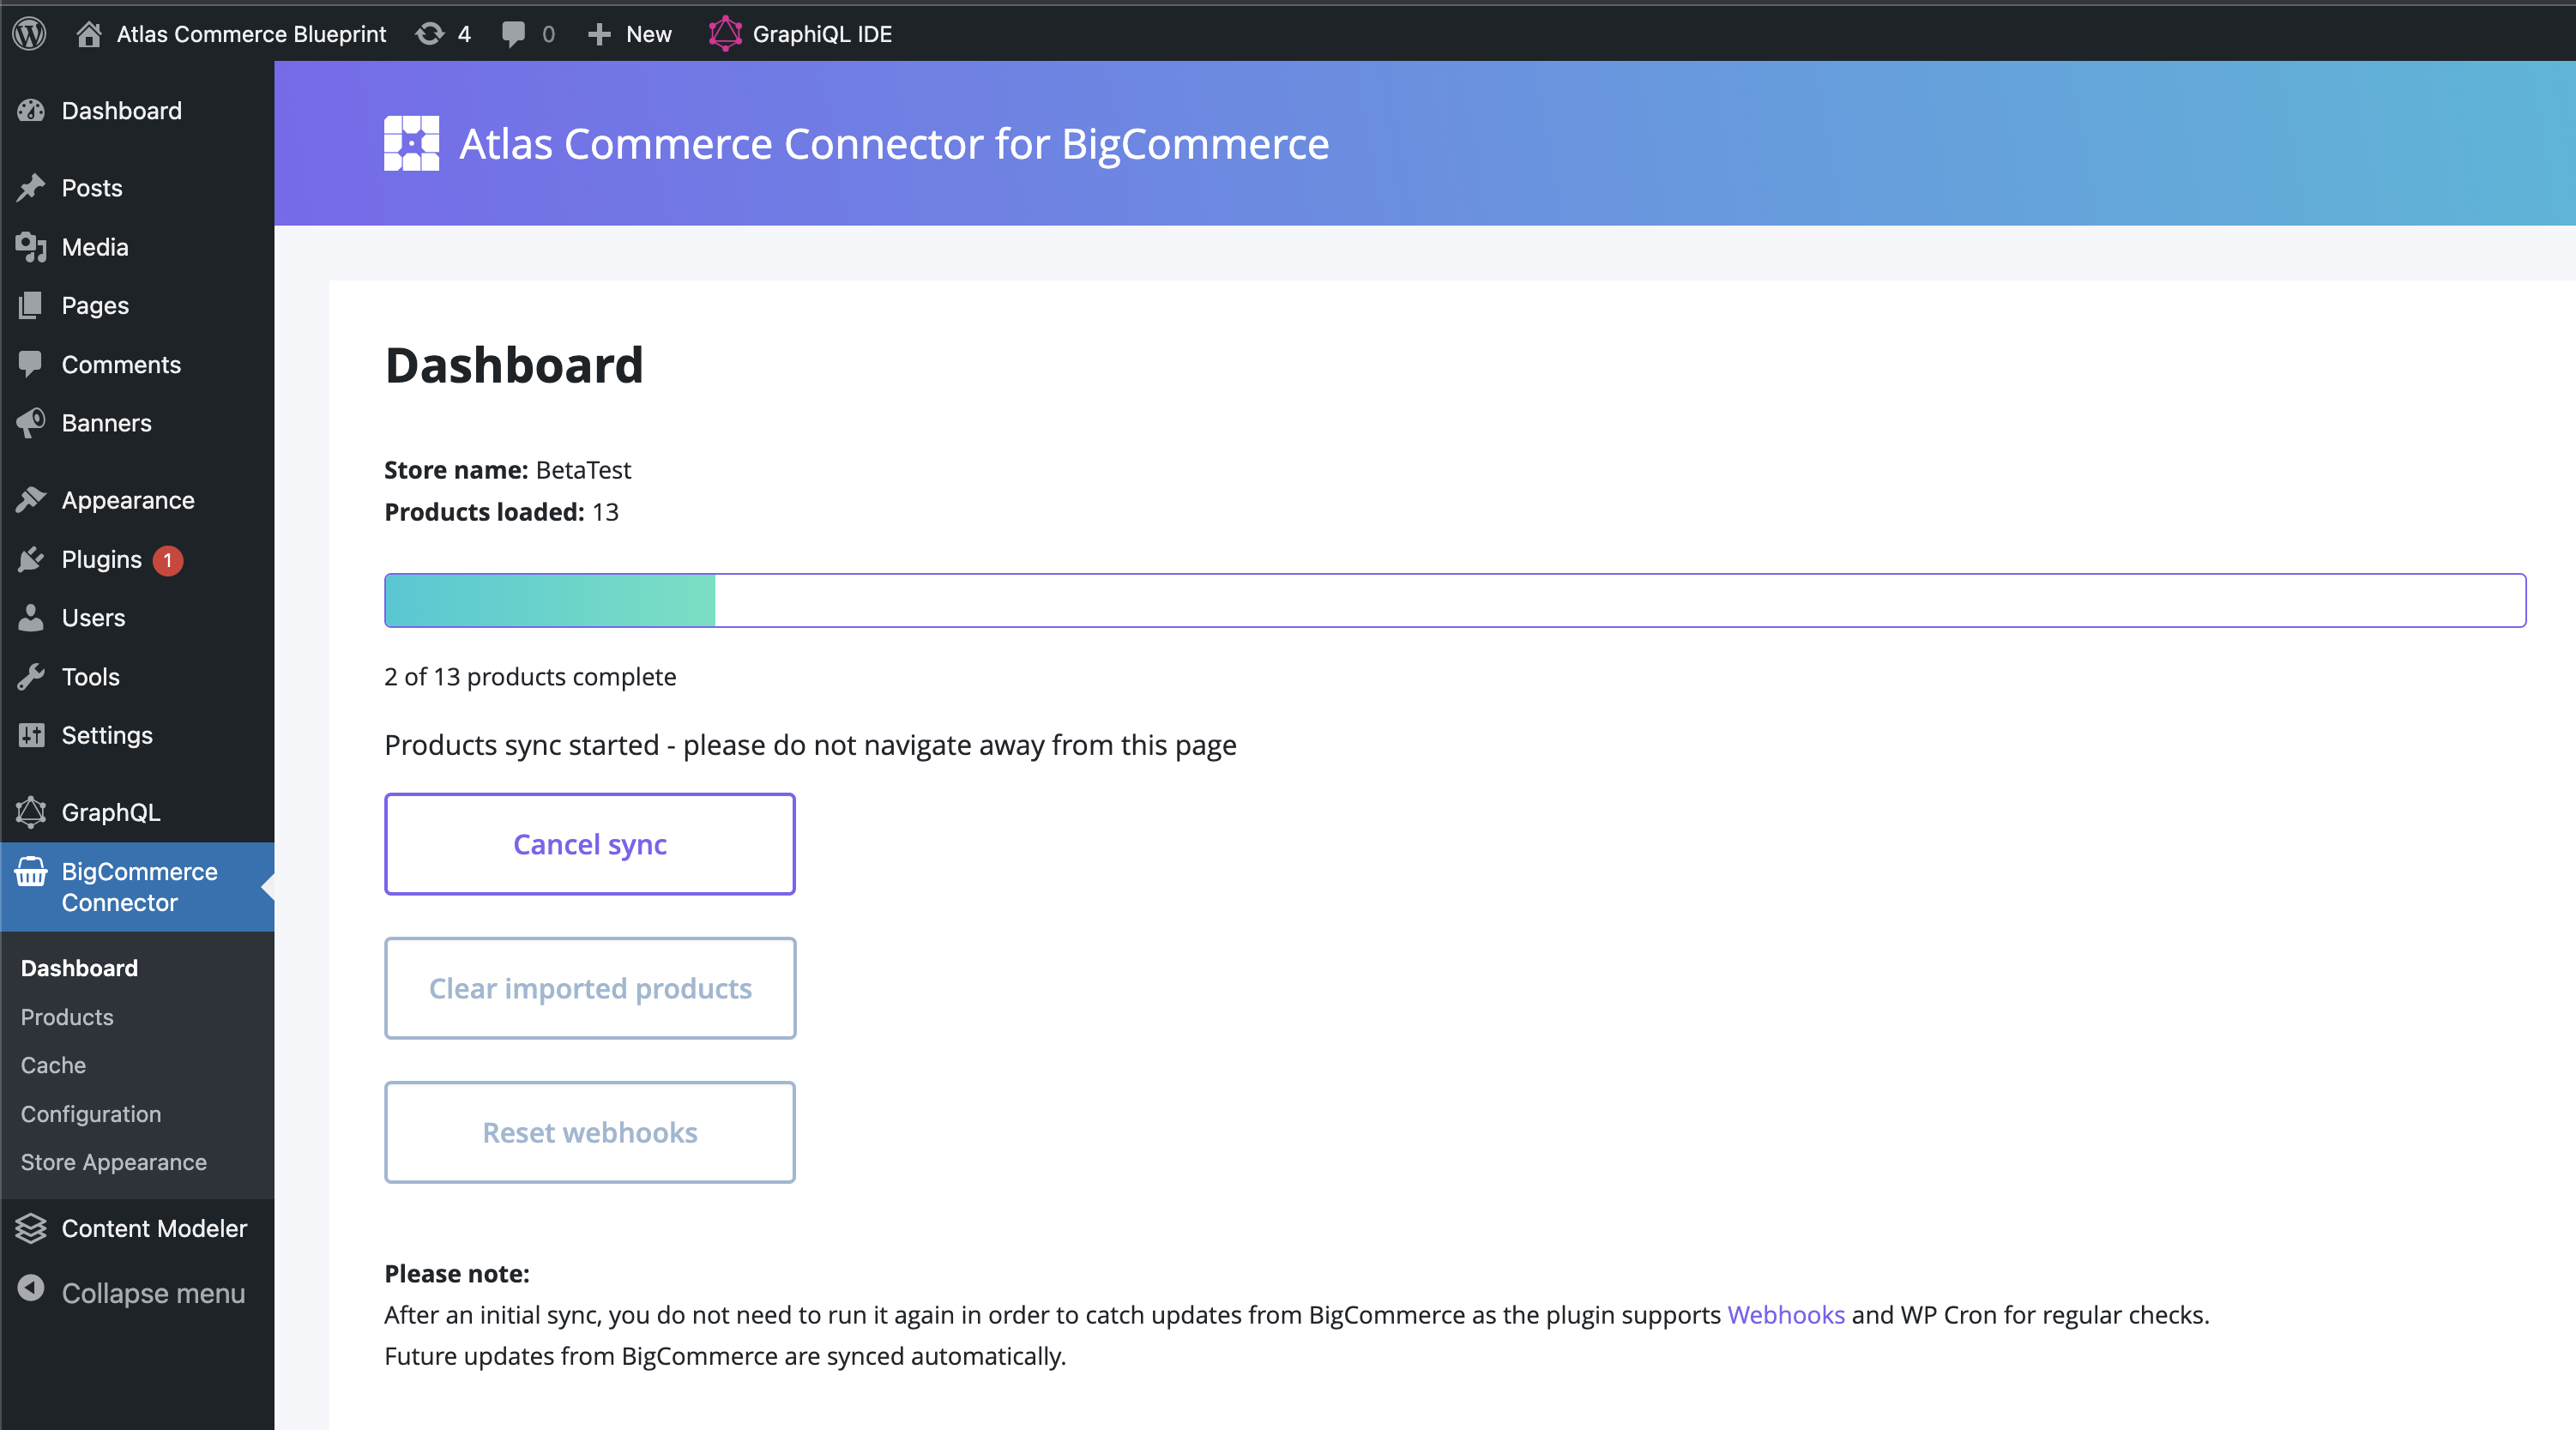 Atlas Commerce Blueprint 4 0 New GraphiQL IDE
Dashboard
Posts
Media
Pages
Comments
Banners
Appearance
Plugins 1
Users
Tools
Settings
GraphQL
BigCommerce
Connector
Dashboard
Products
Cache
Configuration
Store Appearance
Content Modeler
Collapse menu
Atlas Commerce Connector for BigCommerce
Dashboard
Store name: BetaTest
Products loaded: 13
2 of 13 products complete
Products sync started - please do not navigate away from this page
Cancel sync
Clear imported products
Reset webhooks
Please note:
After an initial sync, you do not need to run it again in order to catch updates from BigCommerce as the plugin supports Webhooks and WP Cron for regular checks.
Future updates from BigCommerce are synced automatically.